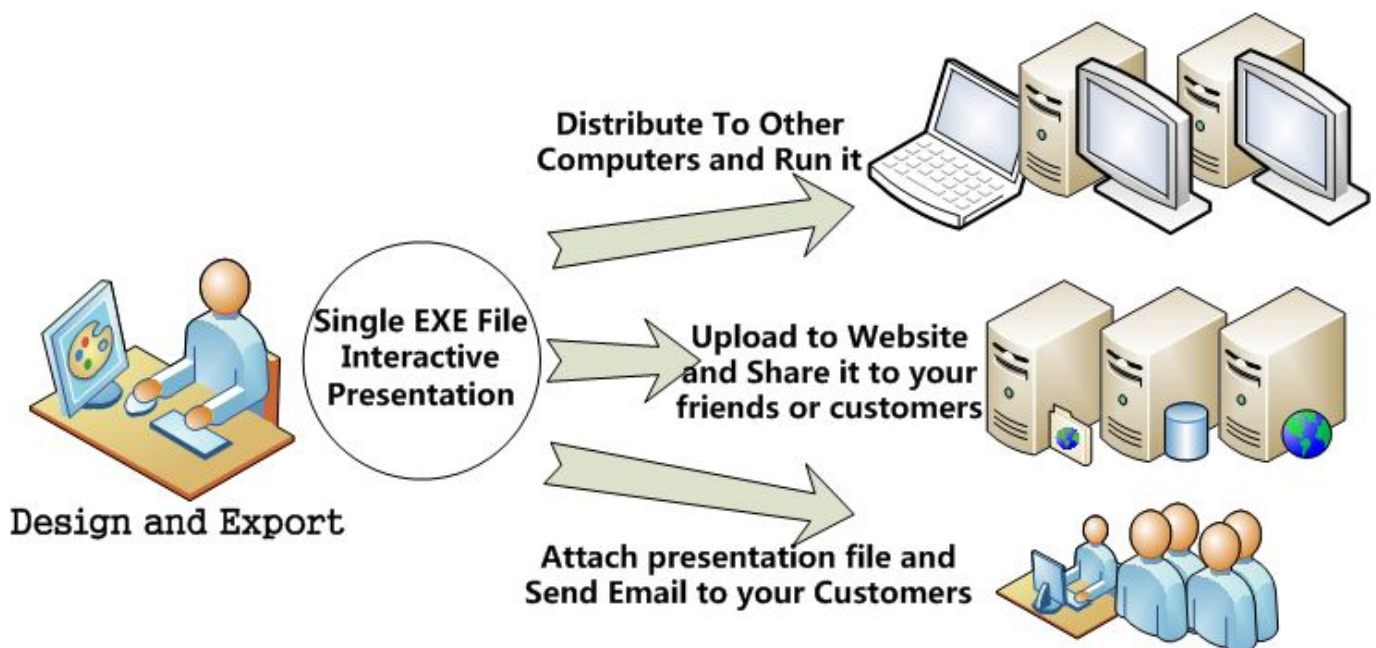 Distribute To Other
Computers and Run it
Single EXE File
Interactive
Presentation
Upload to Website
and Share it to your
friends or customers
Design and Export
Attach presentation file and
Send Email to your Customers